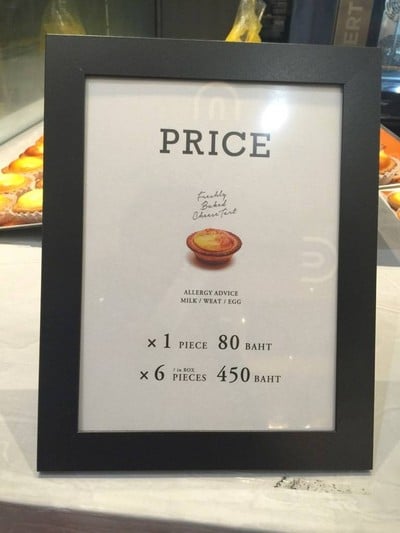 PRICE
Freshly
Baked
Cheese Tart
ALLERGY ADVICE
MILK / WEAT / EGG
× 1 PIECE 80 BAHT
× 6 / in BOX PIECES 450 BAHT
ERT